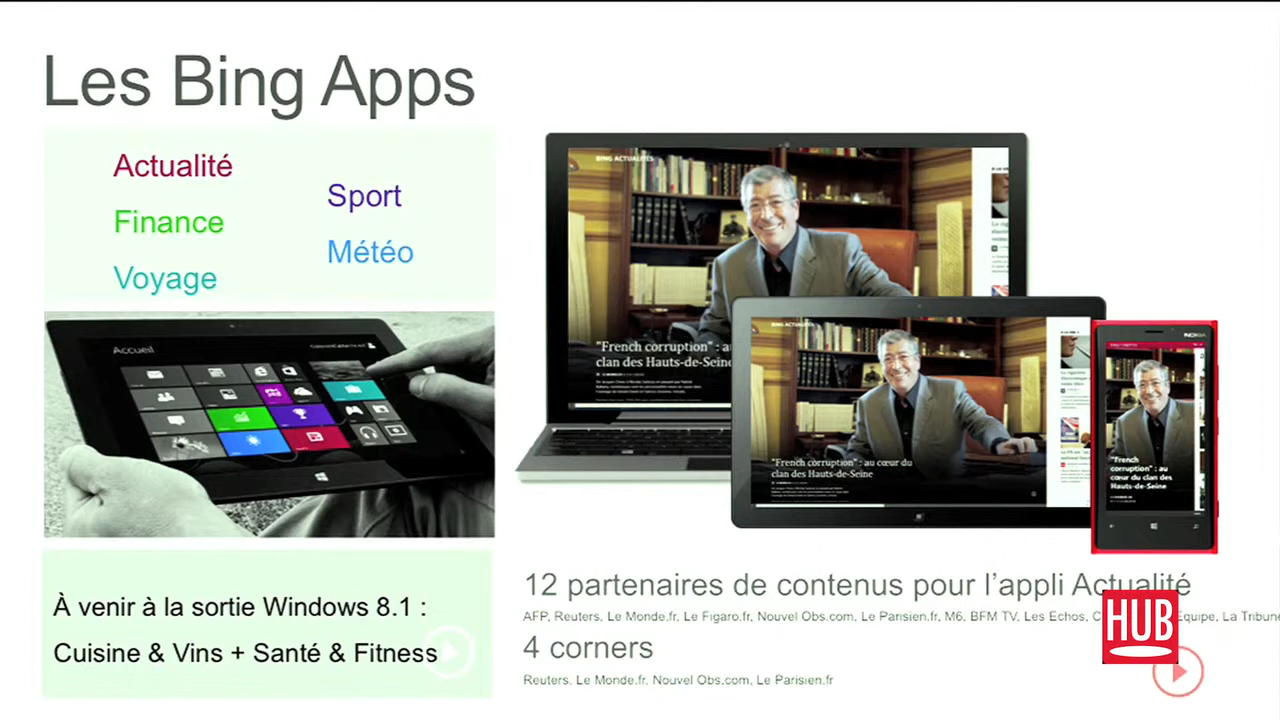 Les Bing Apps
Actualité
Finance
Voyage
Sport
Météo
Accueil
À venir à la sortie Windows 8.1 :
Cuisine & Vins + Santé & Fitness
BING ACTUALITÉS
"French corruption" : au
clan des Hauts-de-Seine
BING ACTUALITÉS
"French corruption" : au cœur du
clan des Hauts-de-Seine
NOKIA
"French
corruption" : au
cœur du clan des
Hauts-de-Seine
12 partenaires de contenus pour l'appli Actualité
AFP, Reuters, Le Monde.fr, Le Figaro.fr, Nouvel Obs.com, Le Parisien.fr, M6, BFM TV, Les Echos, Equipe, La Tribune
4 corners
Reuters. Le Monde.fr. Nouvel Obs.com, Le Parisien.fr
HUB